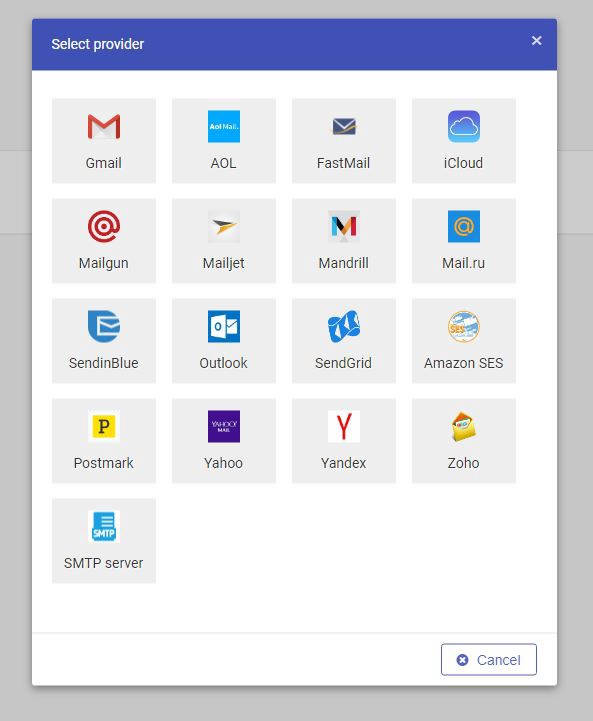 Select provider
Gmail
Aol Mail.
AOL
FastMail
iCloud
Mailgun
Mailjet
Mandrill
@
Mail.ru
SendinBlue
Outlook
SendGrid
SES
Amazon SES
P
Postmark
YAHOO!
MAIL
Yahoo
Y
Yandex
Zoho
SMTP
SMTP server
Cancel